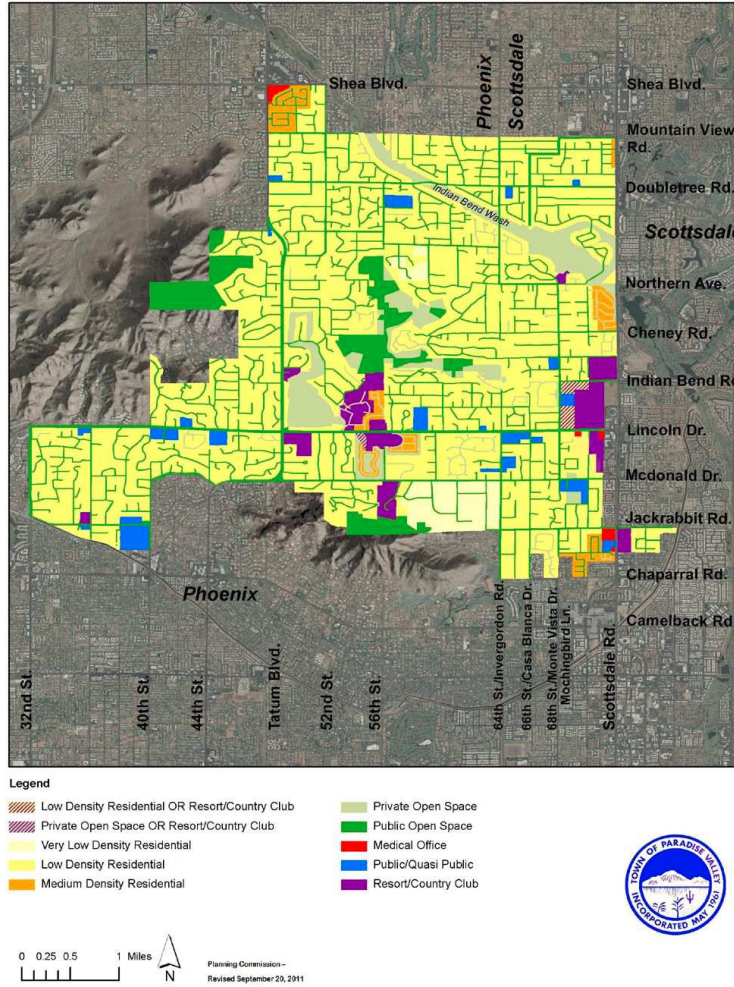 Shea Blvd.
Shea Blvd.
Phoenix
Scottsdale
Mountain View
Rd.
Doubletree Rd.
Indian Bend Wash
Scottsdale
Northern Ave.
Cheney Rd.
Indian Bend Rd
Lincoln Dr.
Mcdonald Dr.
Jackrabbit Rd.
Phoenix
Chaparral Rd.
Camelback Rd
32nd St.
40th St.
44th St.
Tatum Blvd.
52nd St.
56th St.
64th St./Invergordon Rd.
66th St./Casa Blanca Dr.
68th St./Monte Vista Dr.
Mochingbird Ln.
Scottsdale Rd.
Legend
Low Density Residential OR Resort/Country Club
Private Open Space OR Resort/Country Club
Very Low Density Residential
Low Density Residential
Medium Density Residential
Private Open Space
Public Open Space
Medical Office
Public/Quasi Public
Resort/Country Club
TOWN OF PARADISE VALLEY
INCORPORATED MAY 1961
0 0.25 0.5 1 Miles
N
Planning Commission –
Revised September 20, 2011